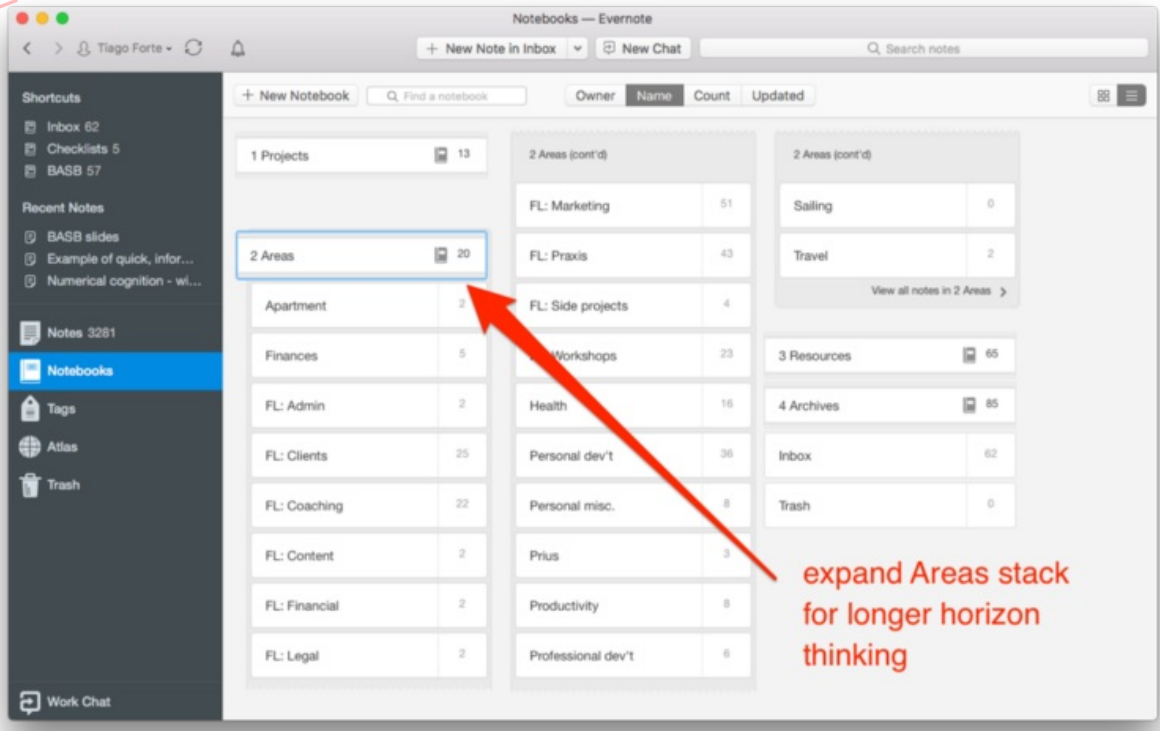 Notebooks — Evernote
Tiago Forte
+ New Note in Inbox
New Chat
Search notes
Shortcuts
Inbox 62
Checklists 5
BASB 57
Recent Notes
BASB slides
Example of quick, infor...
Numerical cognition - wi...
Notes 3281
Notebooks
Tags
Atlas
Trash
Work Chat
+ New Notebook
Find a notebook
Owner Name Count Updated
1 Projects 13
2 Areas 20
Apartment 2
Finances 5
FL: Admin 2
FL: Clients 25
FL: Coaching 22
FL: Content 2
FL: Financial 2
FL: Legal 2
2 Areas (cont'd)
FL: Marketing 51
FL: Praxis 43
FL: Side projects 4
Workshops 23
Health 16
Personal dev't 36
Personal misc. 8
Prius 3
Productivity 8
Professional dev't 6
2 Areas (cont'd)
Sailing 0
Travel 2
View all notes in 2 Areas >
3 Resources 65
4 Archives 85
Inbox 62
Trash 0
expand Areas stack
for longer horizon
thinking